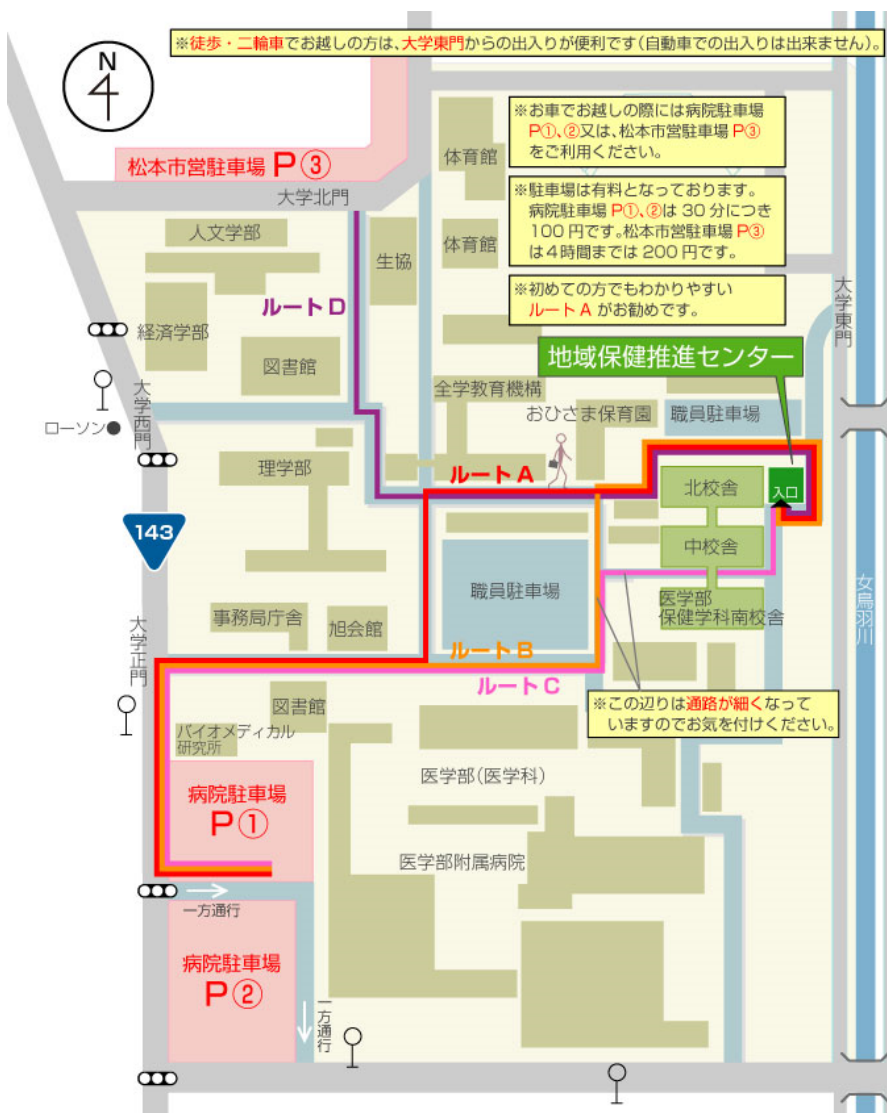 ※徒歩・二輪車でお越しの方は、大学東門からの出入りが便利です(自動車での出入りは出来ません)。
N
※お車でお越しの際には病院駐車場
P①、②又は、松本市営駐車場 P③
をご利用ください。
松本市営駐車場 P③
体育館
大学北門
※駐車場は有料となっております。
病院駐車場 P①、②は 30 分につき
100 円です。松本市営駐車場 P③
は4時間までは 200 円です。
人文学部
生協
体育館
※初めての方でもわかりやすい
ルート A がお勧めです。
大学東門
ルート D
経済学部
図書館
地域保健推進センター
大学西門
全学教育機構
おひさま保育園
職員駐車場
ローソン
理学部
ルート A
北校舎
入口
143
中校舎
職員駐車場
女鳥羽川
医学部
保健学科南校舎
事務局庁舎
旭会館
大学正門
ルート B
ルート C
※この辺りは通路が細くなって
いますのでお気を付けください。
図書館
バイオメディカル
研究所
医学部(医学科)
病院駐車場
P①
医学部附属病院
一方通行
病院駐車場
P②
一方通行